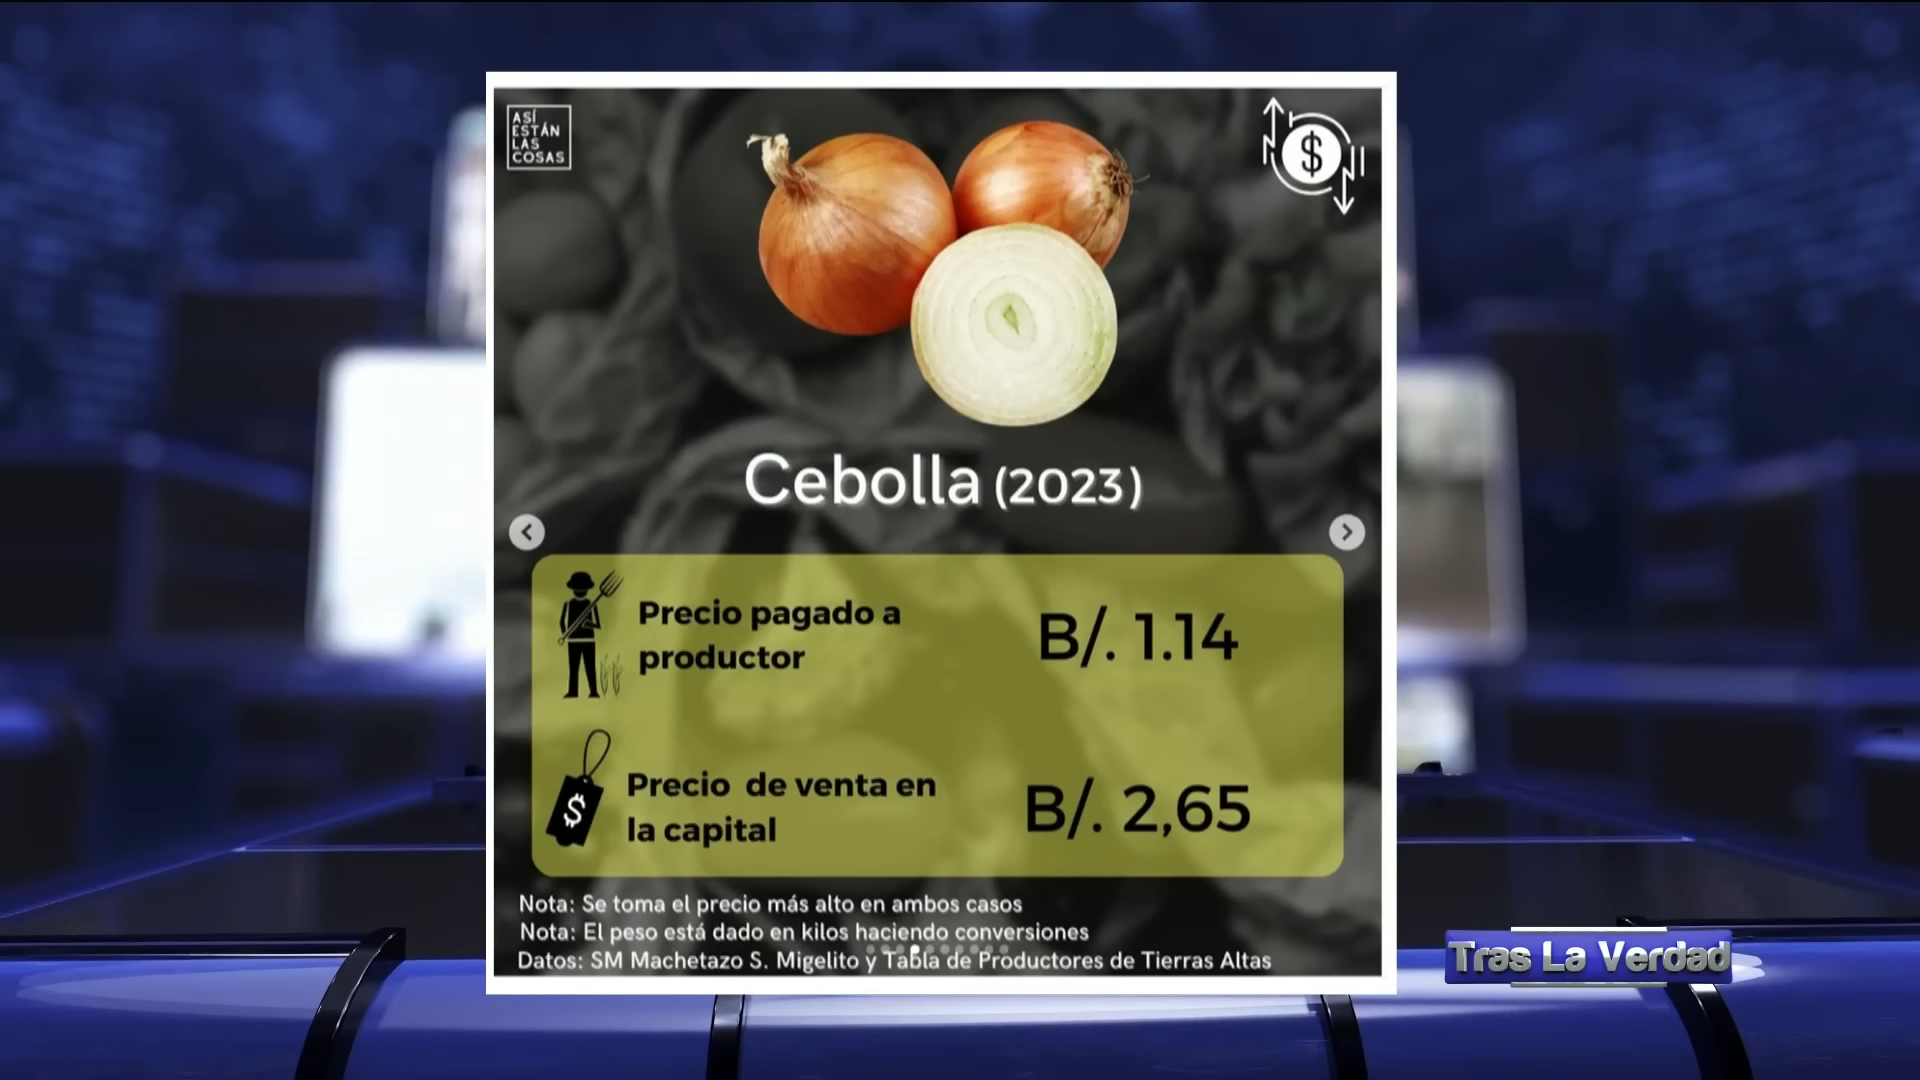 ASÍ
ESTÁN
LAS
COSAS
$
Cebolla (2023)
Precio pagado a
productor
B/. 1.14
$
Precio de venta en
la capital
B/. 2,65
Nota: Se toma el precio más alto en ambos casos
Nota: El peso está dado en kilos haciendo conversiones
Datos: SM Machetazo S. Migelito y Tabla de Productores de Tierras Altas
Tras La Verdad